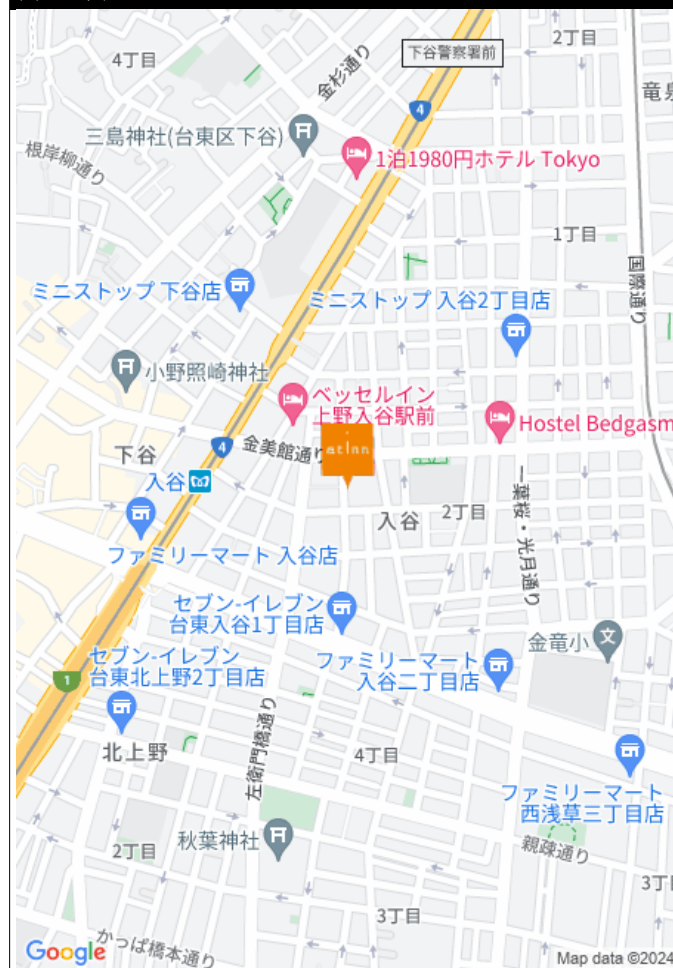 4丁目
金杉通り
下谷警察署前
2丁目
竜泉
4
三島神社(台東区下谷)
根岸柳通り
1泊1980円ホテル Tokyo
1丁目
国際通り
ミニストップ 下谷店
ミニストップ 入谷2丁目店
小野照崎神社
ベッセルイン
上野入谷駅前
Hostel Bedgasm
4
金美館通り
atinn
下谷
入谷
入谷
2丁目
一葉桜・光月通り
ファミリーマート 入谷店
セブン-イレブン
台東入谷1丁目店
金竜小
文
セブン-イレブン
台東北上野2丁目店
ファミリーマート
入谷二丁目店
1
左衛門橋通り
北上野
4丁目
ファミリーマート
西浅草三丁目店
秋葉神社
2丁目
親疎通り
3丁
3丁目
かっぱ橋本通り
Google
Map data ©2024